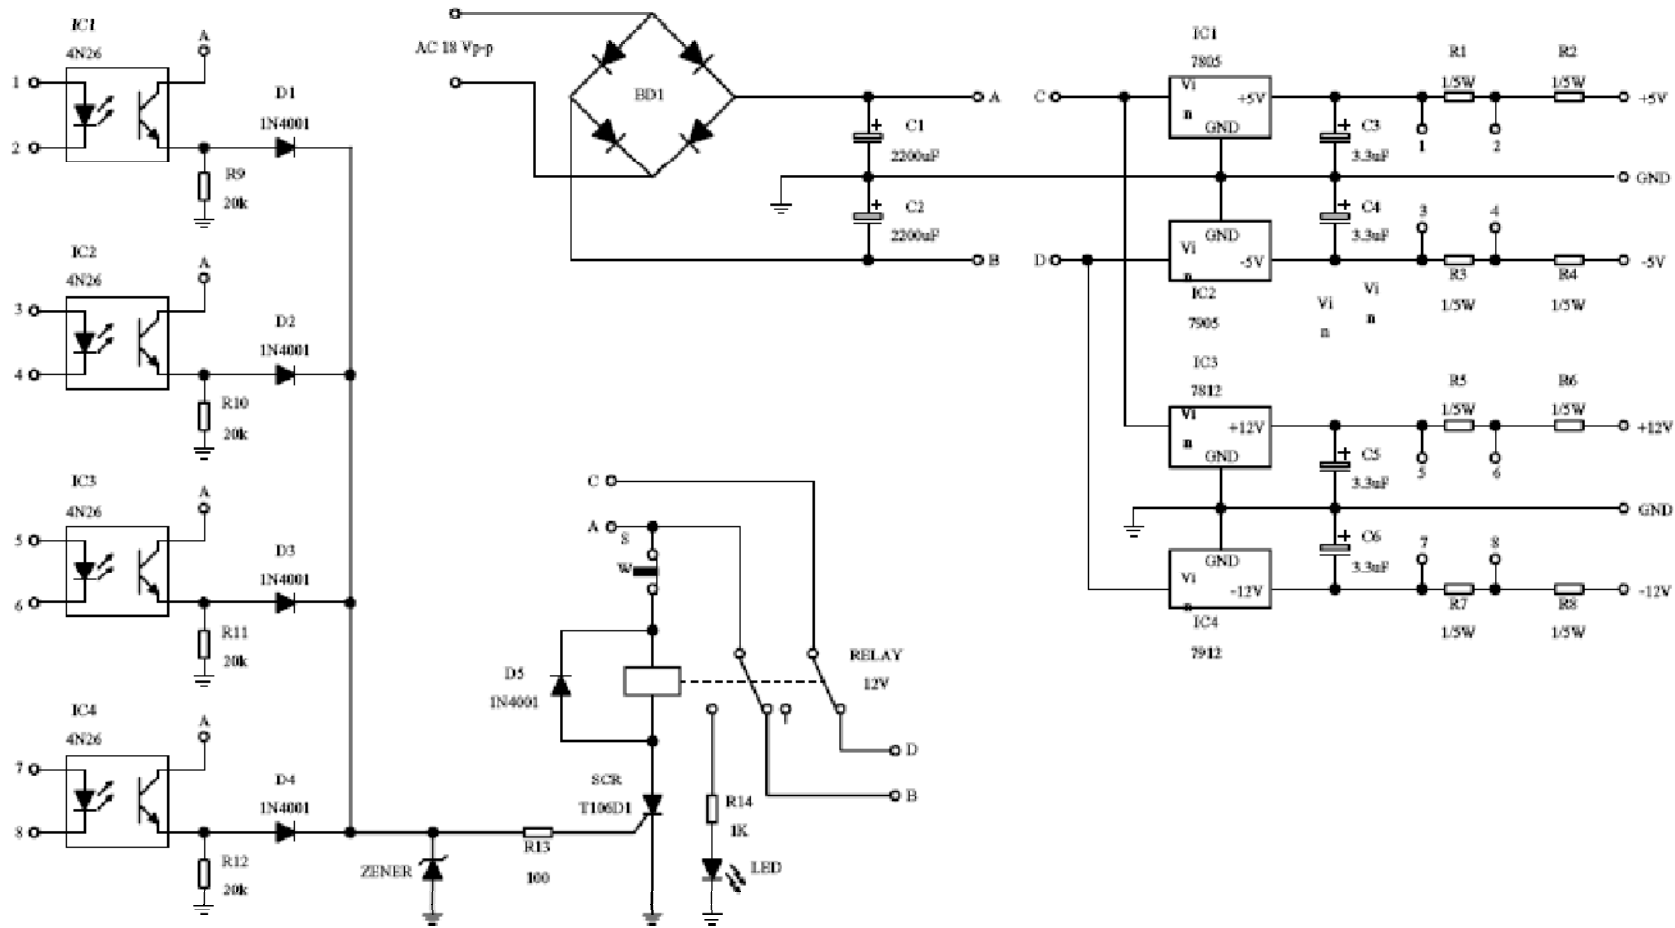 IC1
4N26
A
1
2
D1
1N4001
R9
20k
IC2
4N26
A
3
4
D2
1N4001
R10
20k
IC3
4N26
A
5
6
D3
1N4001
R11
20k
IC4
4N26
A
7
8
D4
1N4001
R12
20k
ZENER
R13
100
AC 18 Vp-p
BD1
C1
2200uF
C2
2200uF
A
B
C
A
S
W
D5
1N4001
SCR
T106D1
RELAY
12V
D
B
R14
1K
LED
C
D
IC1
7805
Vi
n
+5V
GND
C3
3.3uF
R1
1/5W
R2
1/5W
1
2
+5V
GND
GND
Vi
n
-5V
IC2
7905
C4
3.3uF
3
4
R3
1/5W
R4
1/5W
-5V
Vi
n
Vi
n
IC3
7812
Vi
n
+12V
GND
C5
3.3uF
R5
1/5W
R6
1/5W
5
6
+12V
GND
GND
Vi
n
-12V
IC4
7912
C6
3.3uF
7
8
R7
1/5W
R8
1/5W
-12V